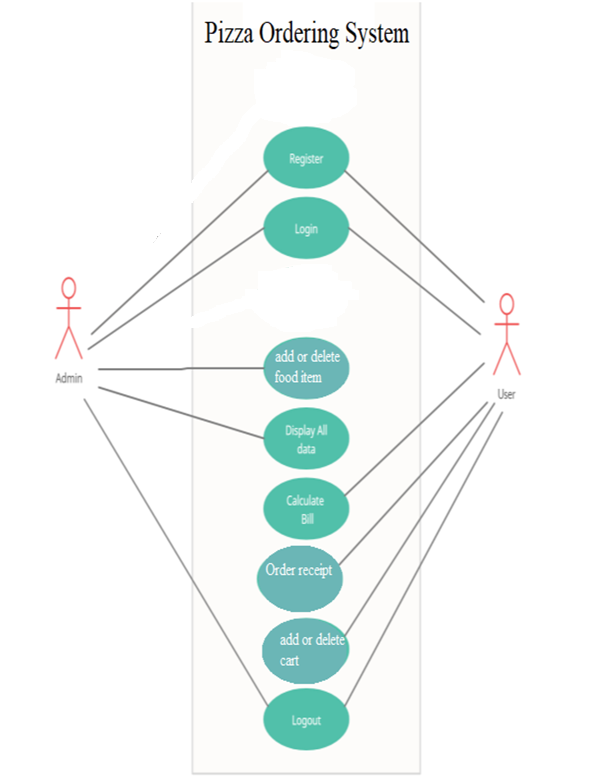 Pizza Ordering System
Register
Login
add or delete
food item
Admin
Display All
data
User
Calculate
Bill
Order receipt
add or delete
cart
Logout